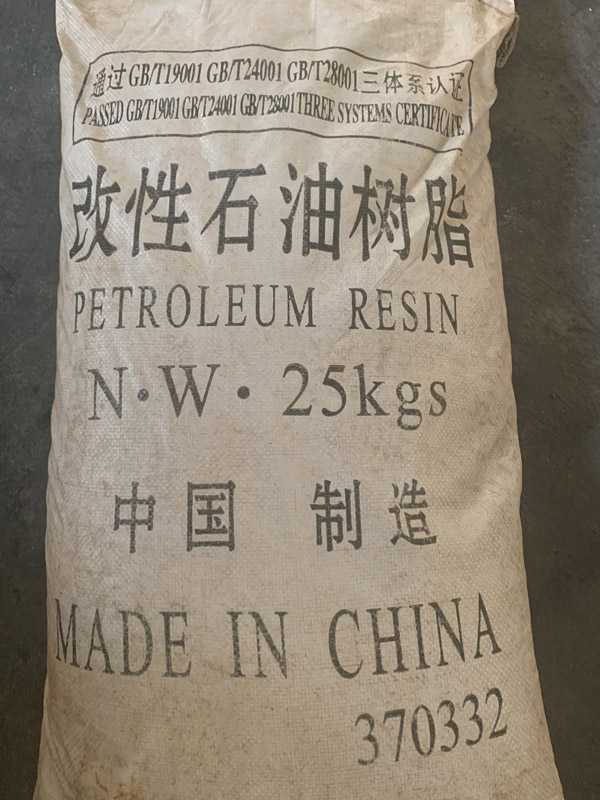 通过 GB/T19001 GB/T24001 GB/T28001三体系认证
PASSED GB/T19001 GB/T24001 GB/T28001 THREE SYSTEMS CERTIFICATE
改性石油树脂
PETROLEUM RESIN
N·W· 25kgs
中国 制造
MADE IN CHINA
370332